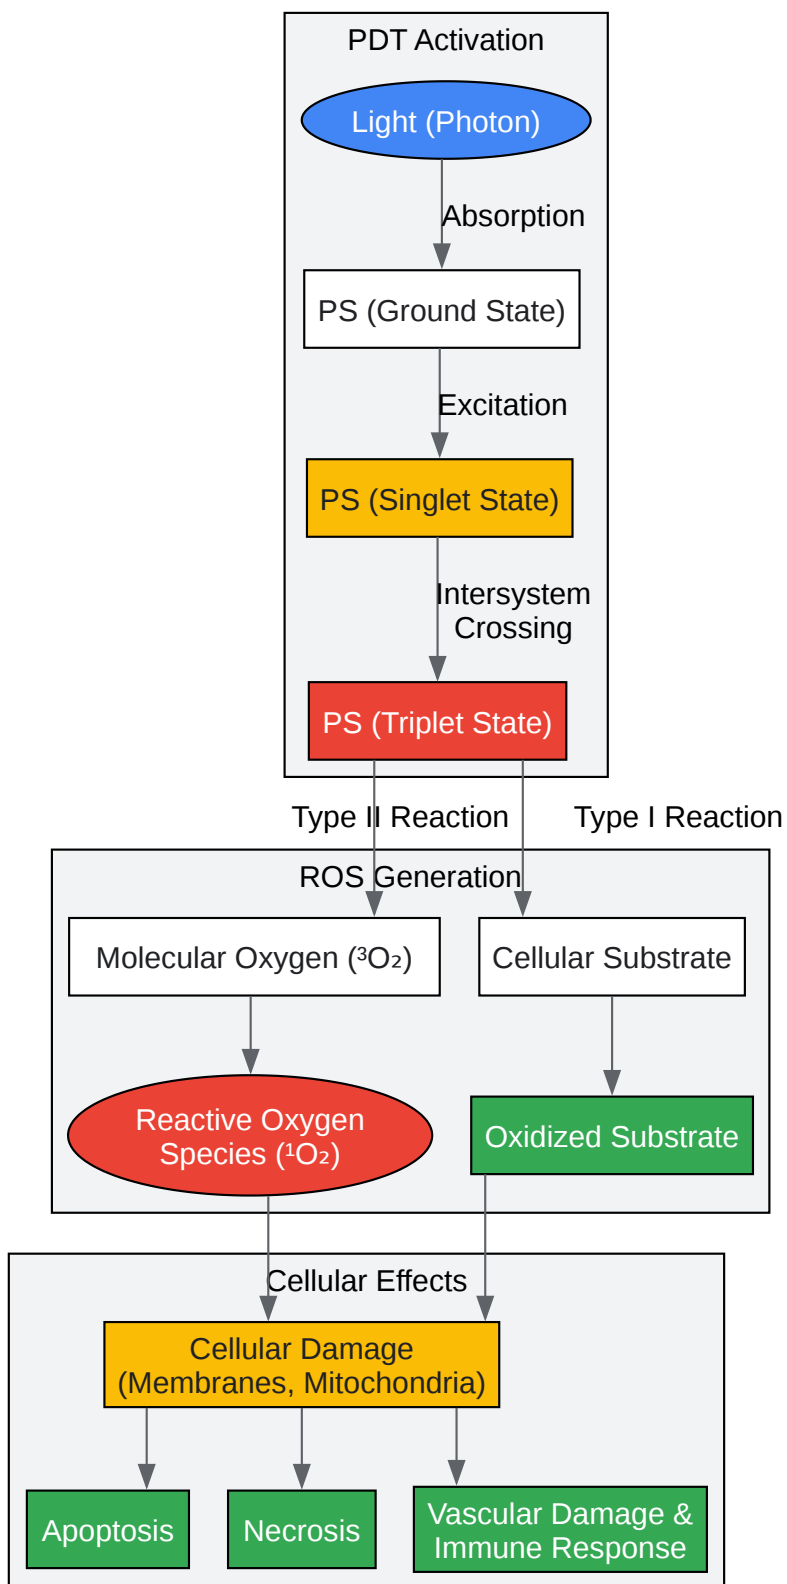 PDT Activation
Light (Photon)
Absorption
PS (Ground State)
Excitation
PS (Singlet State)
Intersystem
Crossing
PS (Triplet State)
Type II Reaction
Type I Reaction
ROS Generation
Molecular Oxygen (³O₂)
Cellular Substrate
Reactive Oxygen
Species (¹O₂)
Oxidized Substrate
Cellular Effects
Cellular Damage
(Membranes, Mitochondria)
Apoptosis
Necrosis
Vascular Damage &
Immune Response